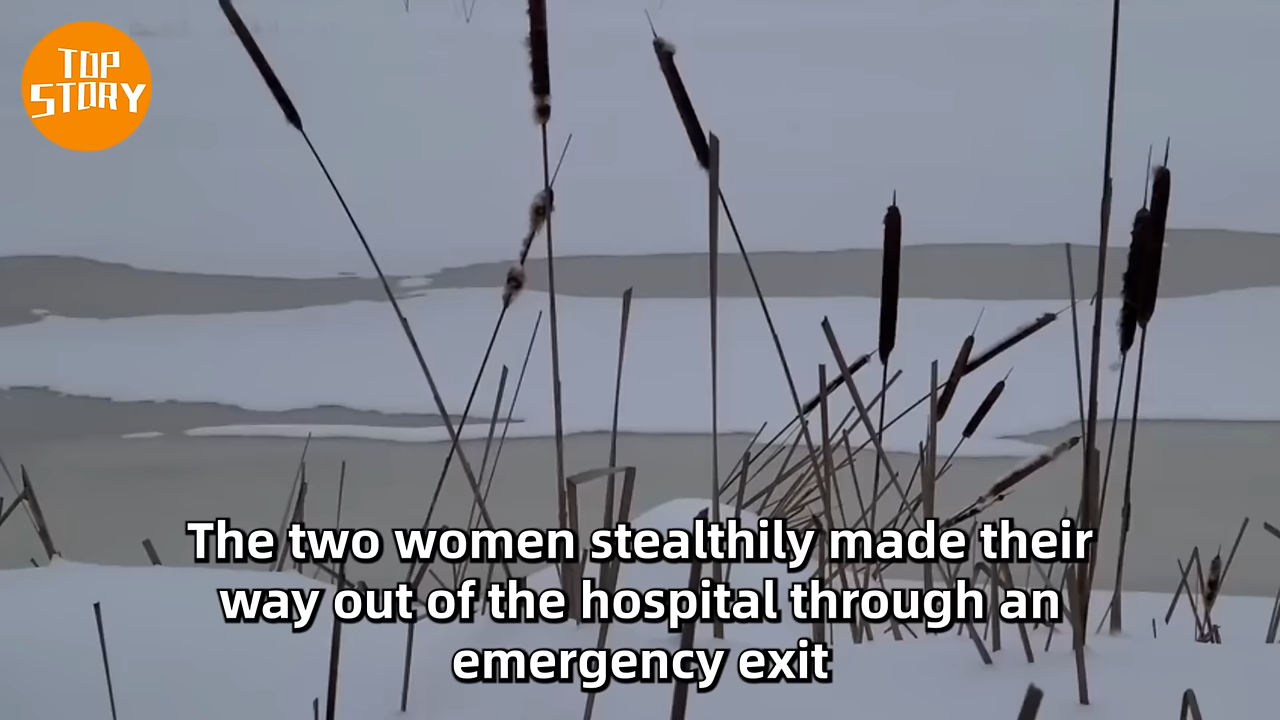 TOP
STORY
The two women stealthily made their
way out of the hospital through an
emergency exit